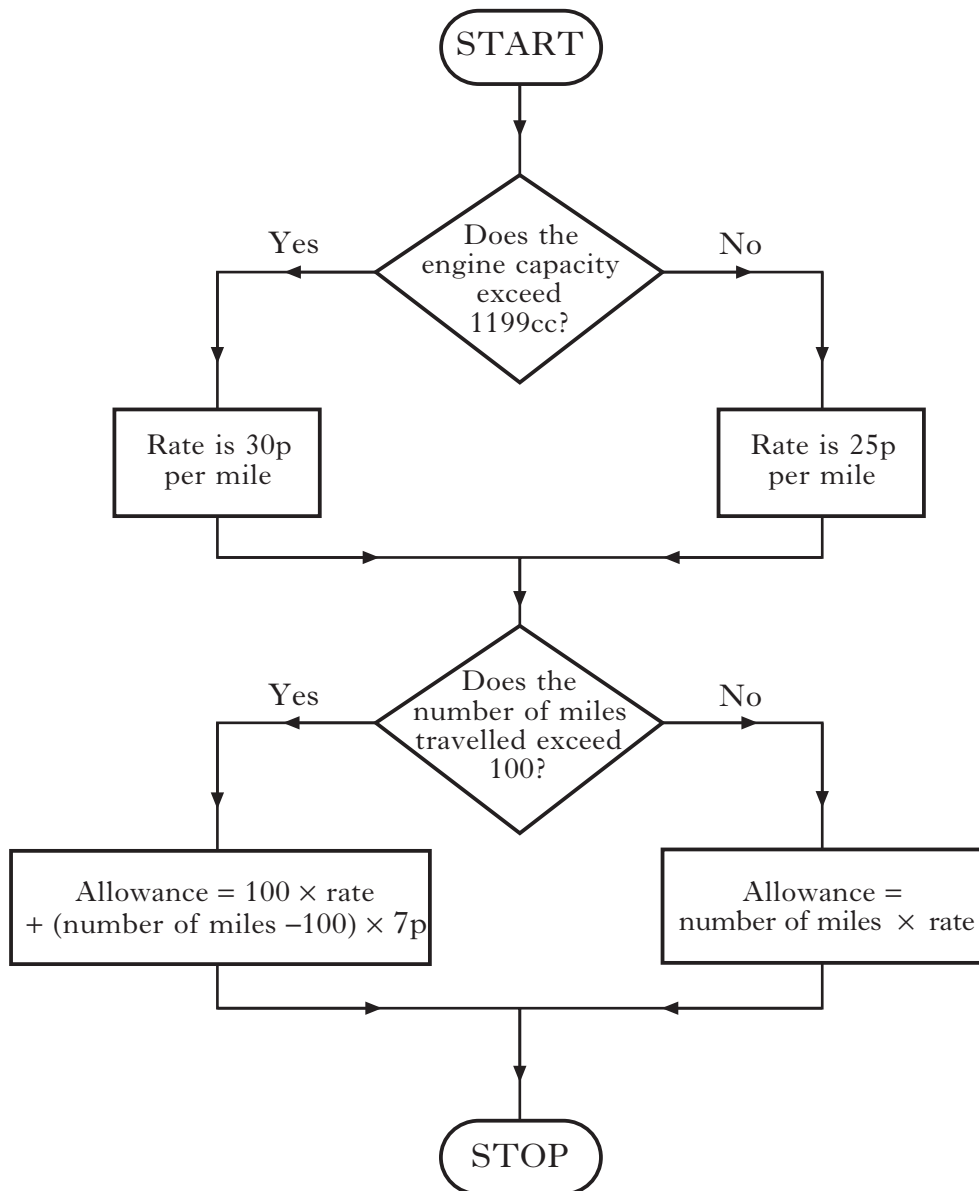 START
Does the
engine capacity
exceed
1199cc?
Yes
No
Rate is 30p
per mile
Rate is 25p
per mile
Does the
number of miles
travelled exceed
100?
Yes
No
Allowance = 100 × rate
+ (number of miles –100) × 7p
Allowance =
number of miles × rate
STOP